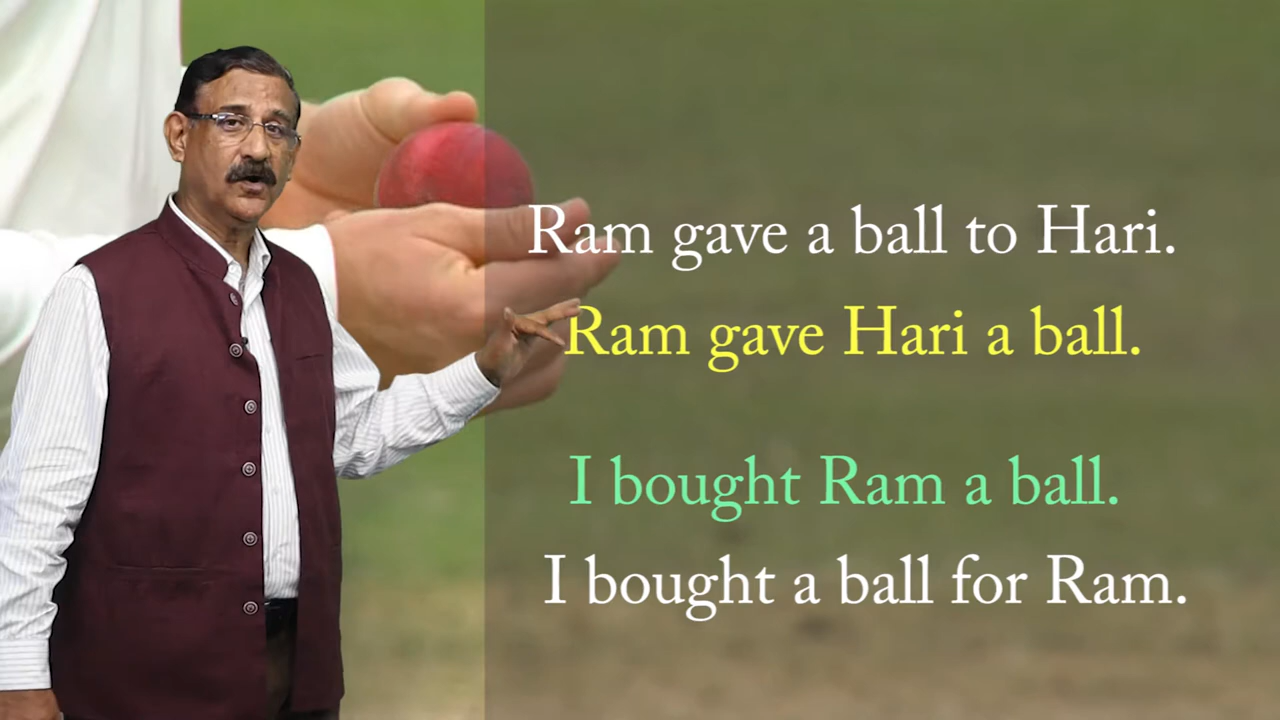 Ram gave a ball to Hari.
Ram gave Hari a ball.
I bought Ram a ball.
I bought a ball for Ram.